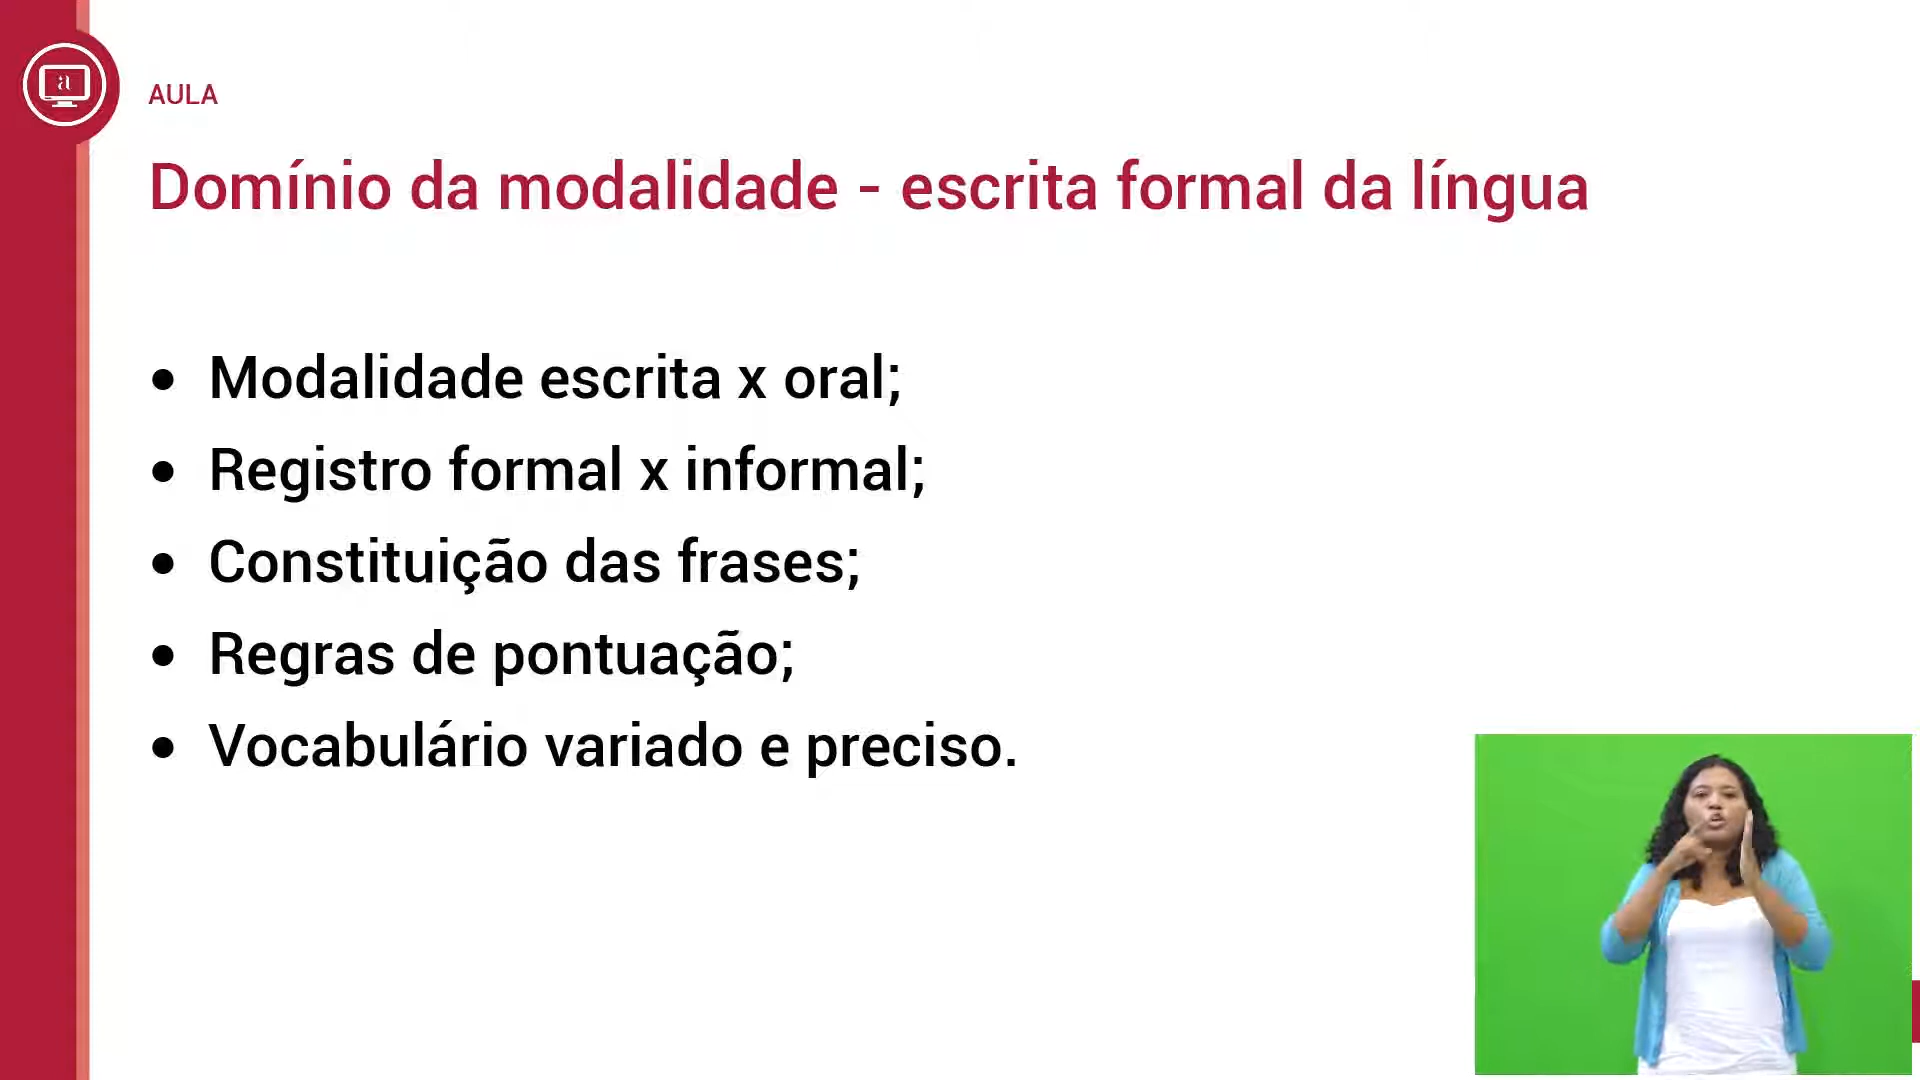 AULA
Domínio da modalidade - escrita formal da língua
• Modalidade escrita x oral;
• Registro formal x informal;
• Constituição das frases;
• Regras de pontuação;
• Vocabulário variado e preciso.